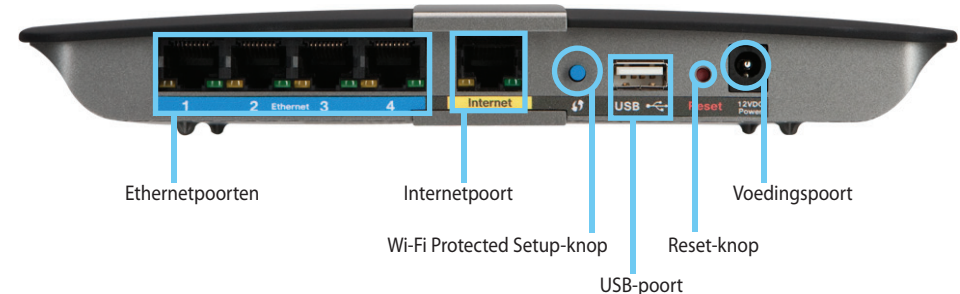 1 2 Ethernet 3 4
Internet
USB
Reset
12VDC
Power
Ethernetpoorten
Internetpoort
Voedingspoort
Wi-Fi Protected Setup-knop
Reset-knop
USB-poort